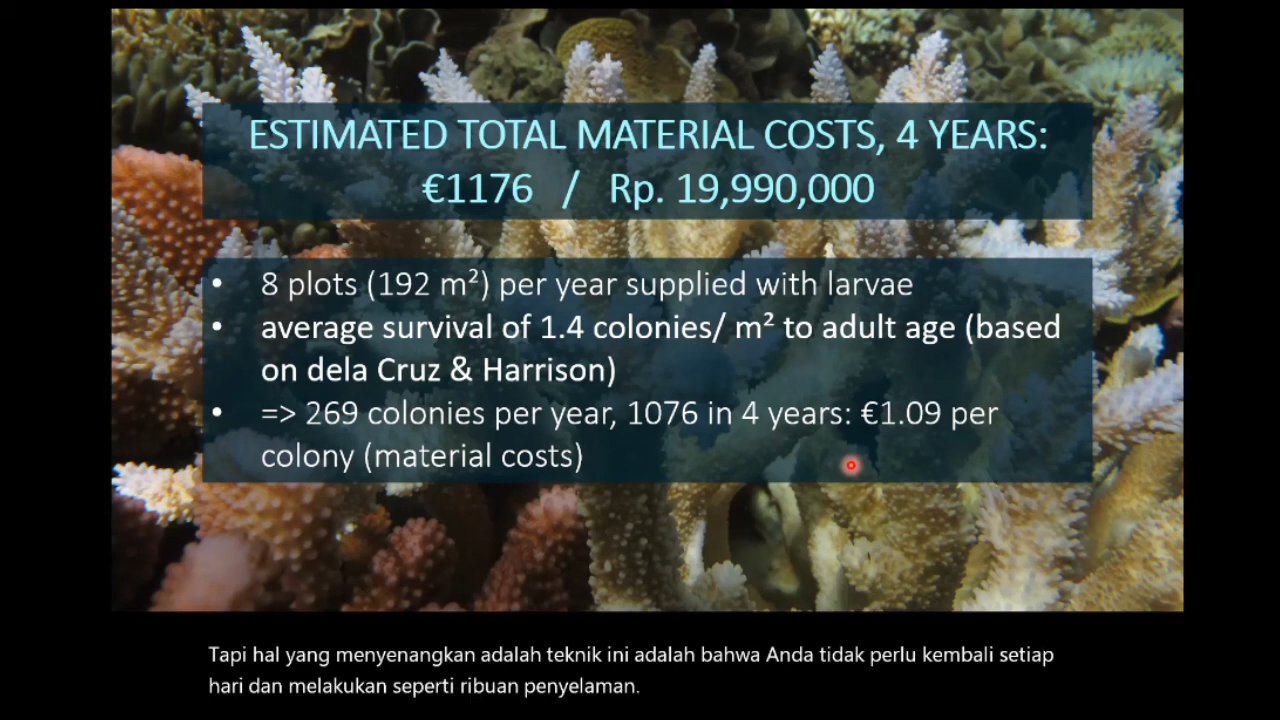 ESTIMATED TOTAL MATERIAL COSTS, 4 YEARS:
€1176 / Rp. 19,990,000
• 8 plots (192 m²) per year supplied with larvae
• average survival of 1.4 colonies/ m² to adult age (based
on dela Cruz & Harrison)
• => 269 colonies per year, 1076 in 4 years: €1.09 per
colony (material costs)
Tapi hal yang menyenangkan adalah teknik ini adalah bahwa Anda tidak perlu kembali setiap
hari dan melakukan seperti ribuan penyelaman.